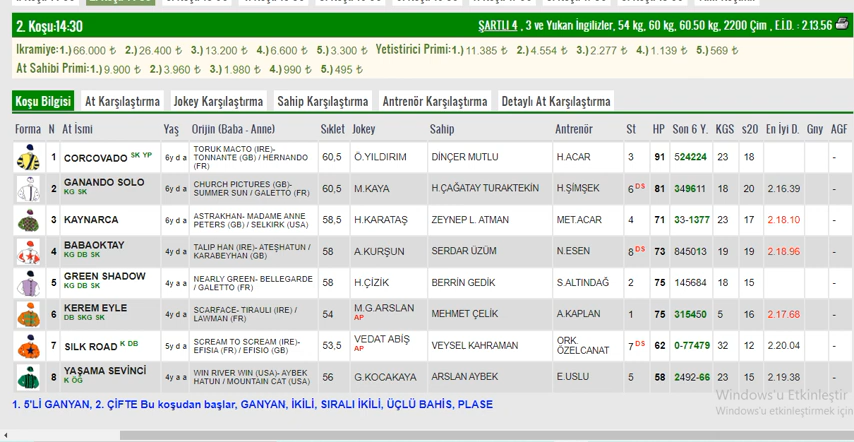 2. Koşu:14:30 ŞARTLI 4 , 3 ve Yukarı İngilizler, 54 kg, 60 kg, 60.50 kg, 2200 Çim , E.İ.D. : 2.13.56
İkramiye:1.) 66.000 ₺ 2.) 26.400 ₺ 3.) 13.200 ₺ 4.) 6.600 ₺ 5.) 3.300 ₺ Yetistirici Primi:1.) 11.385 ₺ 2.) 4.554 ₺ 3.) 2.277 ₺ 4.) 1.139 ₺ 5.) 569 ₺
At Sahibi Primi:1.) 9.900 ₺ 2.) 3.960 ₺ 3.) 1.980 ₺ 4.) 990 ₺ 5.) 495 ₺
Koşu Bilgisi At Karşılaştırma Jokey Karşılaştırma Sahip Karşılaştırma Antrenör Karşılaştırma Detaylı At Karşılaştırma
Forma N At İsmi Yaş Orijin (Baba - Anne) Sıklet Jokey Sahip Antrenör St HP Son 6 Y. KGS s20 En İyi D. Gny AGF
1 CORCOVADO SK YP 6y d a TORUK MACTO (IRE)- TONNANTE (GB) / HERNANDO (FR) 60,5 Ö.YILDIRIM DİNÇER MUTLU H.ACAR 3 91 524224 23 18 -
2 GANANDO SOLO KG SK 6y d a CHURCH PICTURES (GB)- SUMMER SUN / GALETTO (FR) 60,5 M.KAYA H.ÇAĞATAY TURAKTEKİN H.ŞİMŞEK 6 DS 81 349611 18 20 2.16.39 -
3 KAYNARCA 6y d a ASTRAKHAN- MADAME ANNE PETERS (GB) / SELKIRK (USA) 58,5 H.KARATAŞ ZEYNEP L. ATMAN MET.ACAR 4 71 33-1377 23 17 2.18.10 -
4 BABAOKTAY KG DB SK 4y d a TALIP HAN (IRE)- ATEŞHATUN / KARABEYHAN (GB) 58 A.KURŞUN SERDAR ÜZÜM N.ESEN 8 DS 73 845013 19 19 2.18.96 -
5 GREEN SHADOW KG DB SK 4y a a NEARLY GREEN- BELLEGARDE / GALETTO (FR) 58 H.ÇİZİK BERRİN GEDİK S.ALTINDAĞ 2 75 145684 18 15 -
6 KEREM EYLE DB SKG SK 4y d a SCARFACE- TIRAULI (IRE) / LAWMAN (FR) 54 M.G.ARSLAN AP MEHMET ÇELİK A.KAPLAN 1 75 315450 5 16 2.17.68 -
7 SILK ROAD K DB 5y d a SCREAM TO SCREAM (IRE)- EFISIA (FR) / EFISIO (GB) 53,5 VEDAT ABİŞ AP VEYSEL KAHRAMAN ORK. ÖZELCANAT 7 DS 62 0-77479 32 12 2.20.04 -
8 YAŞAMA SEVİNCİ K ÖG 4y a a WIN RIVER WIN (USA)- AYBEK HATUN / MOUNTAIN CAT (USA) 56 G.KOCAKAYA ARSLAN AYBEK E.USLU 5 58 2492-66 23 15 2.19.38 -
1. 5'Lİ GANYAN, 2. ÇİFTE Bu koşudan başlar, GANYAN, İKİLİ, SIRALI İKİLİ, ÜÇLÜ BAHİS, PLASE
Windows'u Etkinleştir
Windows'u etkinleştirmek için